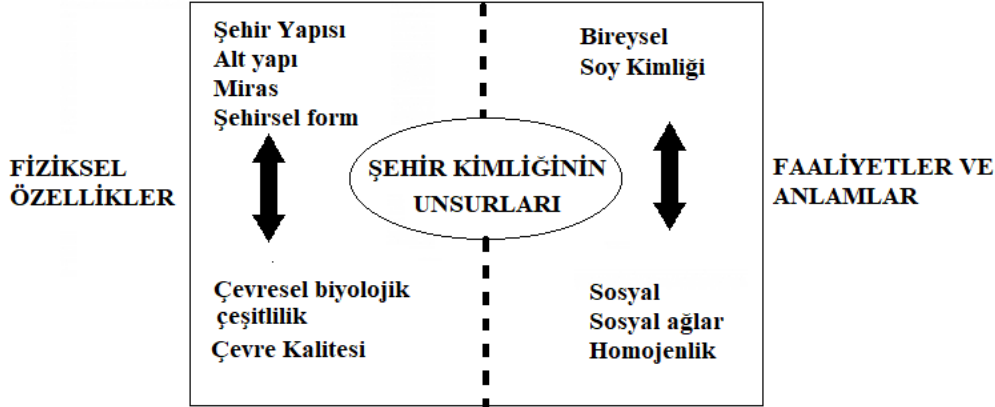 Şehir Yapısı
Alt yapı
Miras
Şehirsel form
Bireysel
Soy Kimliği
FİZİKSEL
ÖZELLİKLER
ŞEHİR KİMLİĞİNİN
UNSURLARI
FAALİYETLER VE
ANLAMLAR
Çevresel biyolojik
çeşitlilik
Çevre Kalitesi
Sosyal
Sosyal ağlar
Homojenlik